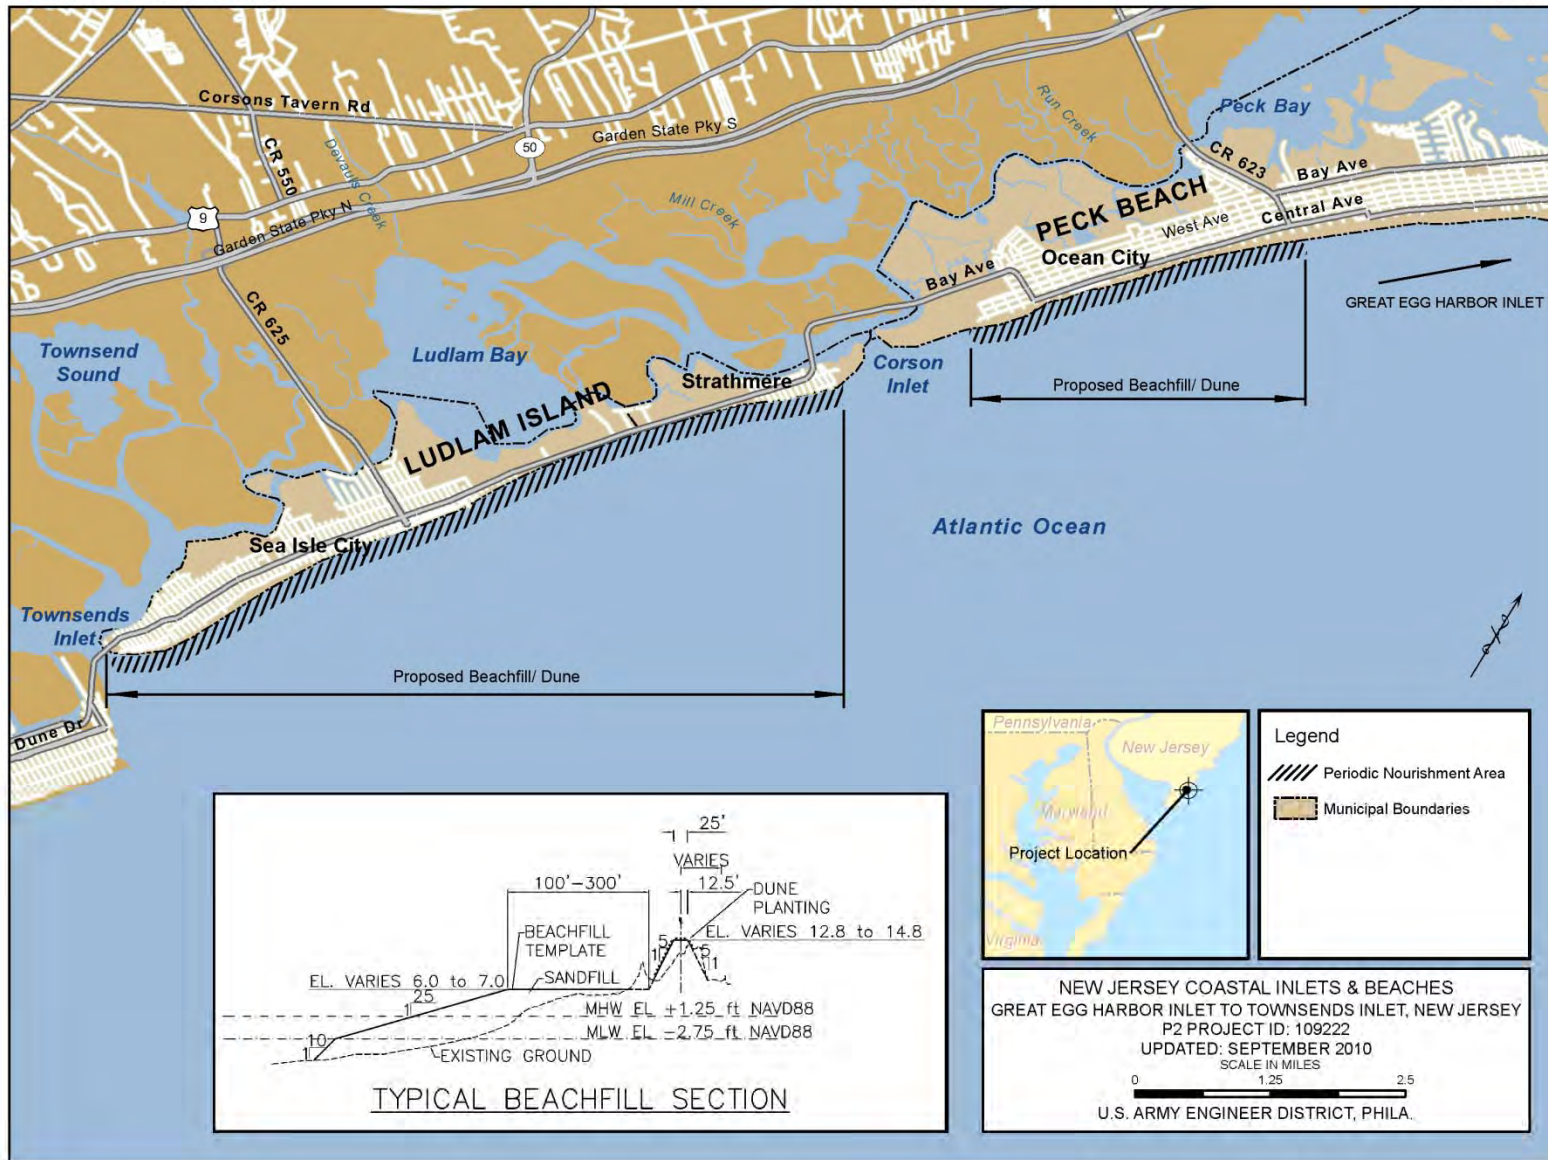 Corsons Tavern Rd
CR 550
Devauls Creek
50
Garden State Pky S
Run Creek
Peck Bay
CR 623
Bay Ave
9
Garden State Pky N
Mill Creek
PECK BEACH
West Ave
Central Ave
Ocean City
Bay Ave
GREAT EGG HARBOR INLET
CR 625
Townsend
Sound
Ludlam Bay
Strathmere
Corson
Inlet
Proposed Beachfill/ Dune
LUDLAM ISLAND
Atlantic Ocean
Sea Isle City
Townsends
Inlet
Proposed Beachfill/ Dune
Dune Dr
25'
VARIES
100'-300'
12.5'
DUNE
PLANTING
BEACHFILL
TEMPLATE
EL. VARIES 12.8 to 14.8
5
1
5
1
EL. VARIES 6.0 to 7.0
SANDFILL
25
1
MHW EL +1.25 ft NAVD88
MLW EL -2.75 ft NAVD88
10
1
EXISTING GROUND
TYPICAL BEACHFILL SECTION
Pennsylvania
New Jersey
Maryland
Project Location
Virginia
Legend
Periodic Nourishment Area
Municipal Boundaries
NEW JERSEY COASTAL INLETS & BEACHES
GREAT EGG HARBOR INLET TO TOWNSENDS INLET, NEW JERSEY
P2 PROJECT ID: 109222
UPDATED: SEPTEMBER 2010
SCALE IN MILES
0 1.25 2.5
U.S. ARMY ENGINEER DISTRICT, PHILA.